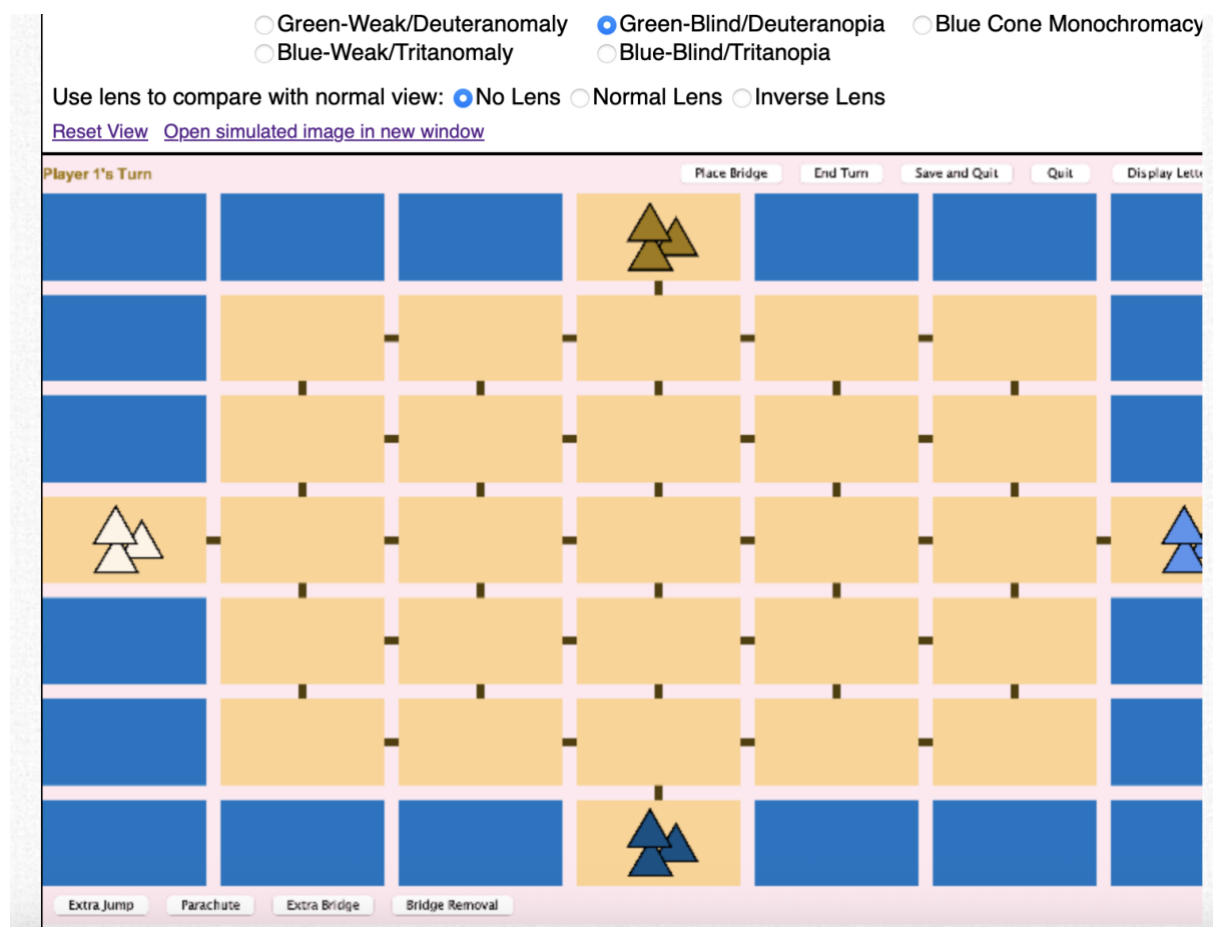 Green-Weak/Deuteranomaly Green-Blind/Deuteranopia Blue Cone Monochromacy
Blue-Weak/Tritanomaly Blue-Blind/Tritanopia
Use lens to compare with normal view: No Lens Normal Lens Inverse Lens
Reset View Open simulated image in new window
Player 1's Turn Place Bridge End Turn Save and Quit Quit Display Lette
Extra Jump Parachute Extra Bridge Bridge Removal